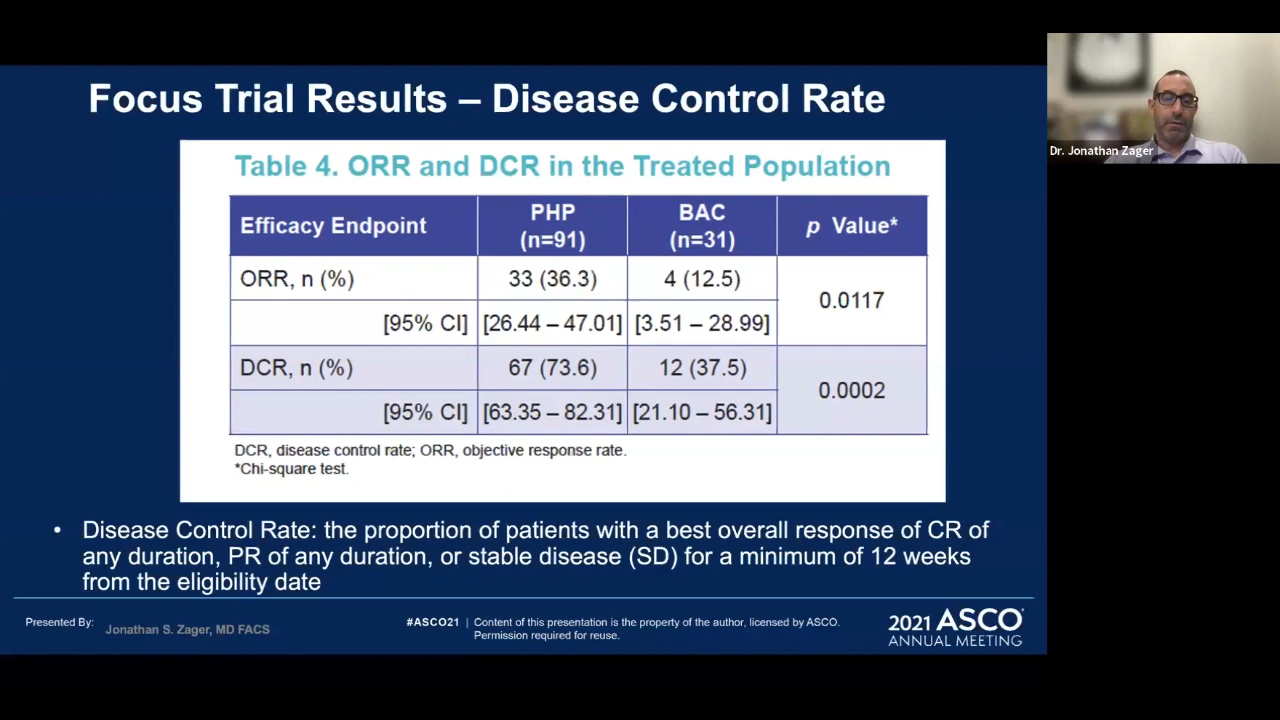 Focus Trial Results – Disease Control Rate
Dr. Jonathan Zager
Table 4. ORR and DCR in the Treated Population
Efficacy Endpoint PHP (n=91) BAC (n=31) p Value*
ORR, n (%) 33 (36.3) 4 (12.5) 0.0117
[95% CI] [26.44 – 47.01] [3.51 – 28.99]
DCR, n (%) 67 (73.6) 12 (37.5) 0.0002
[95% CI] [63.35 – 82.31] [21.10 – 56.31]
DCR, disease control rate; ORR, objective response rate.
*Chi-square test.
• Disease Control Rate: the proportion of patients with a best overall response of CR of
any duration, PR of any duration, or stable disease (SD) for a minimum of 12 weeks
from the eligibility date
Presented By: Jonathan S. Zager, MD FACS
#ASCO21 | Content of this presentation is the property of the author, licensed by ASCO.
Permission required for reuse.
2021 ASCO
ANNUAL MEETING